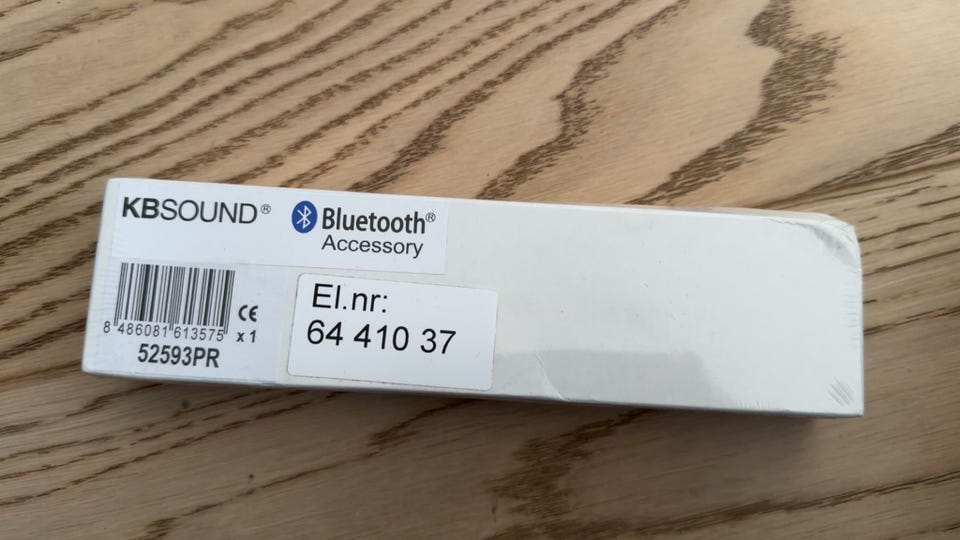 KBSOUND®
Bluetooth®
Accessory
8 486081 613575 x 1
CE
52593PR
El.nr:
64 410 37